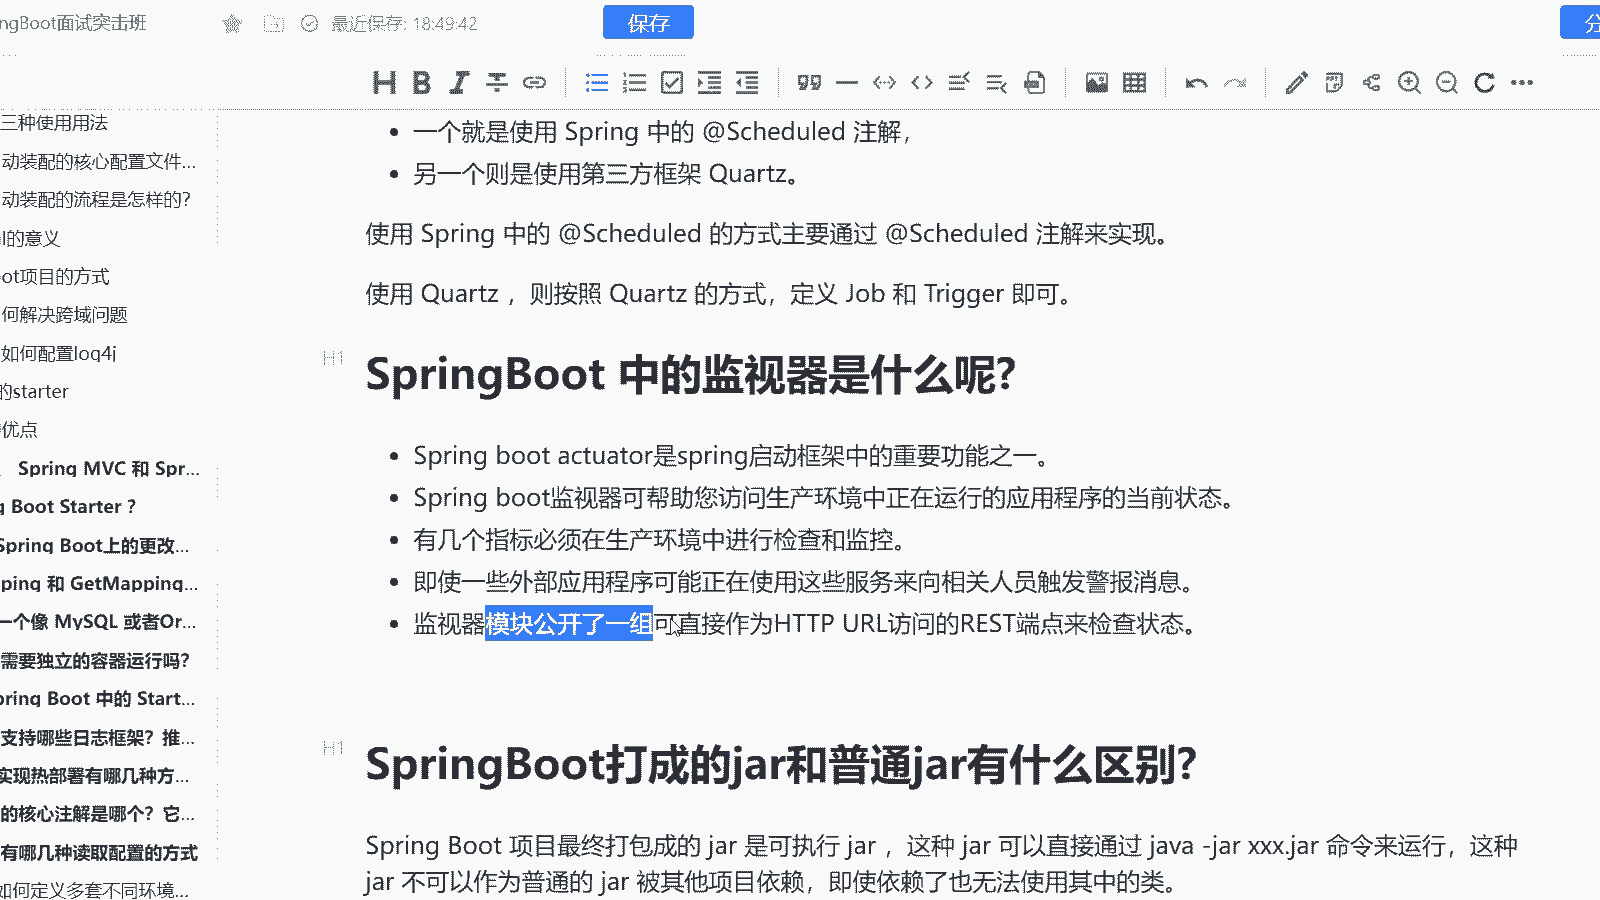 ngBoot面试突击班
最近保存: 18:49:42
保存
分
三种使用用法
动装配的核心配置文件...
动装配的流程是怎样的?
的意义
ot项目的方式
何解决跨域问题
如何配置log4j
的starter
优点
Spring MVC 和 Spr...
g Boot Starter ?
Spring Boot上的更改...
ping 和 GetMapping...
一个像 MySQL 或者Or...
需要独立的容器运行吗?
pring Boot 中的 Start...
支持哪些日志框架? 推...
实现热部署有哪几种方...
的核心注解是哪个? 它...
有哪几种读取配置的方式
如何定义多套不同环境...
• 一个就是使用 Spring 中的 @Scheduled 注解,
• 另一个则是使用第三方框架 Quartz。
使用 Spring 中的 @Scheduled 的方式主要通过 @Scheduled 注解来实现。
使用 Quartz ，则按照 Quartz 的方式，定义 Job 和 Trigger 即可。
H1
SpringBoot 中的监视器是什么呢?
• Spring boot actuator是spring启动框架中的重要功能之一。
• Spring boot监视器可帮助您访问生产环境中正在运行的应用程序的当前状态。
• 有几个指标必须在生产环境中进行检查和监控。
• 即使一些外部应用程序可能正在使用这些服务来向相关人员触发警报消息。
• 监视器模块公开了一组可直接作为HTTP URL访问的REST端点来检查状态。
H1
SpringBoot打成的jar和普通jar有什么区别?
Spring Boot 项目最终打包成的 jar 是可执行 jar ，这种 jar 可以直接通过 java -jar xxx.jar 命令来运行，这种
jar 不可以作为普通的 jar 被其他项目依赖，即使依赖了也无法使用其中的类。